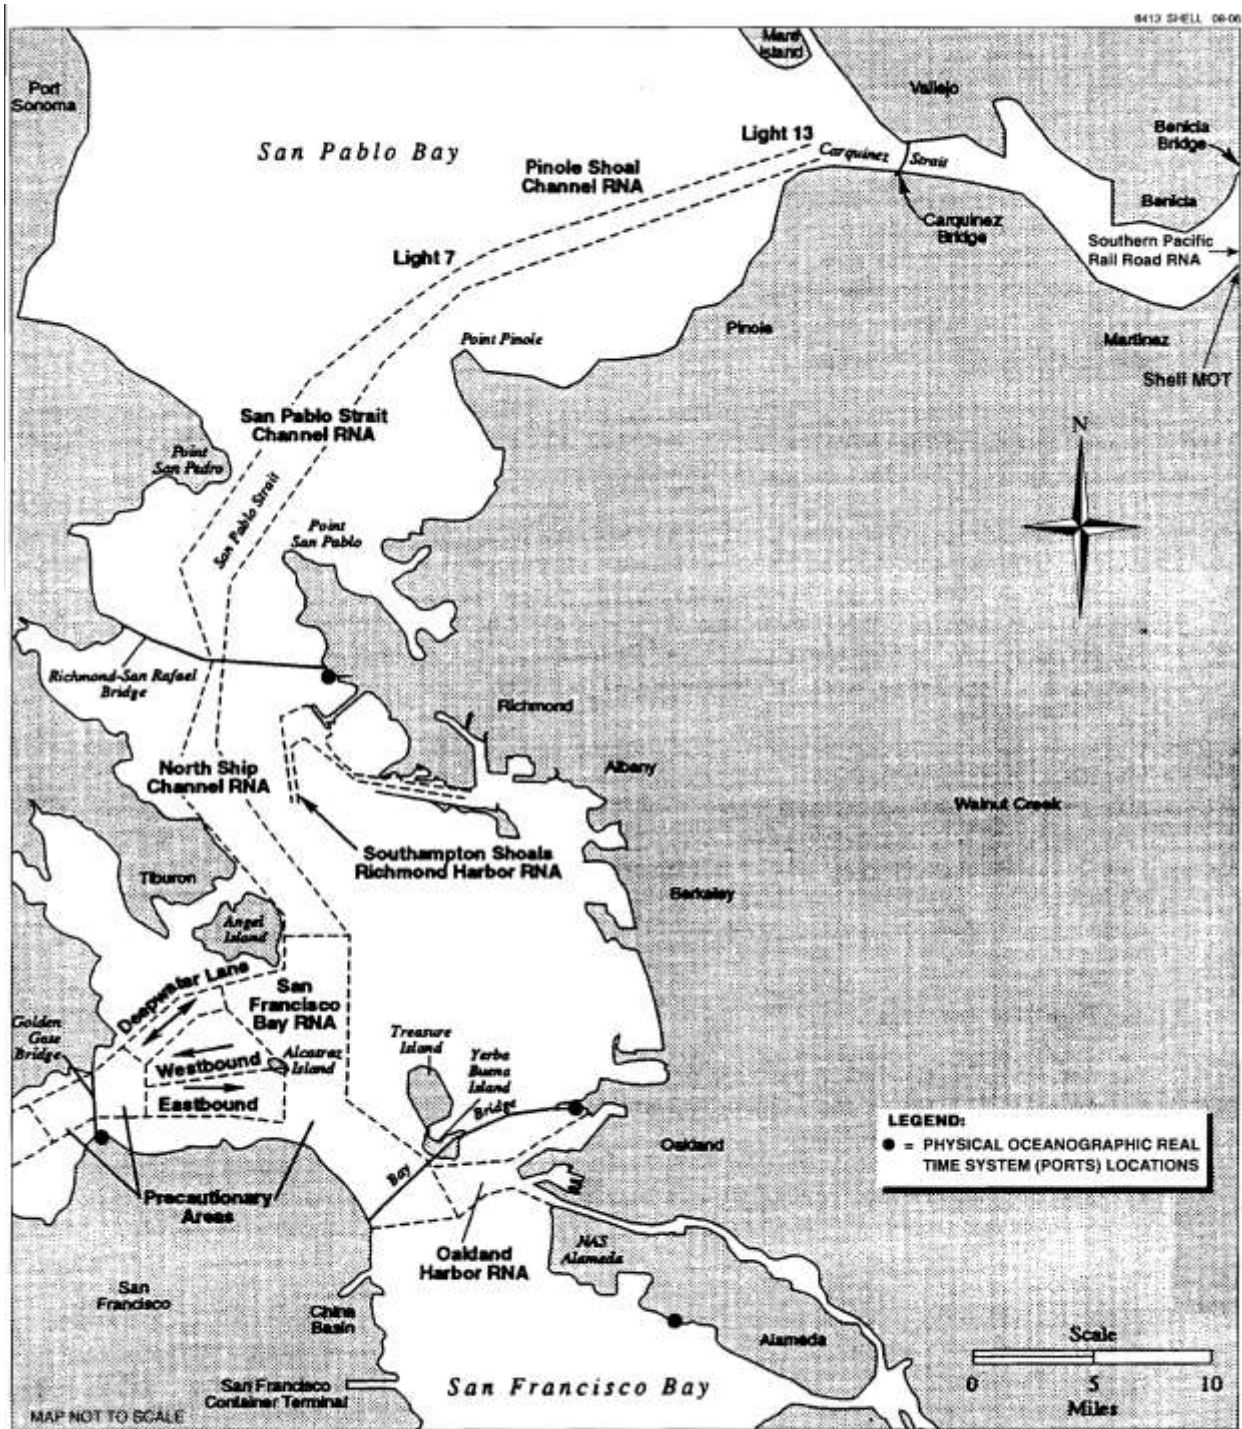 8413 SHELL 08-06
Mare
Island
Port
Sonoma
Vallejo
Light 13
San Pablo Bay
Benicia
Bridge
Carquinez
Strait
Pinole Shoal
Channel RNA
Benicia
Carquinez
Bridge
Southern Pacific
Rail Road RNA
Light 7
Pinole
Point Pinole
Martinez
Shell MOT
San Pablo Strait
Channel RNA
N
Point
San Pedro
San Pablo Strait
Point
San Pablo
Richmond-San Rafael
Bridge
Richmond
North Ship
Channel RNA
Albany
Walnut Creek
Southampton Shoals
Richmond Harbor RNA
Tiburon
Berkeley
Angel
Island
Deepwater Lane
San
Francisco
Bay RNA
Golden
Gate
Bridge
Treasure
Island
Yerba
Buena
Island
Alcatraz
Island
Westbound
Eastbound
Bridge
Bay
LEGEND:
= PHYSICAL OCEANOGRAPHIC REAL
TIME SYSTEM (PORTS) LOCATIONS
Oakland
Precautionary
Areas
NAS
Alameda
Oakland
Harbor RNA
San
Francisco
China
Basin
Alameda
Scale
0 5 10
Miles
San Francisco
Container Terminal
San Francisco Bay
MAP NOT TO SCALE